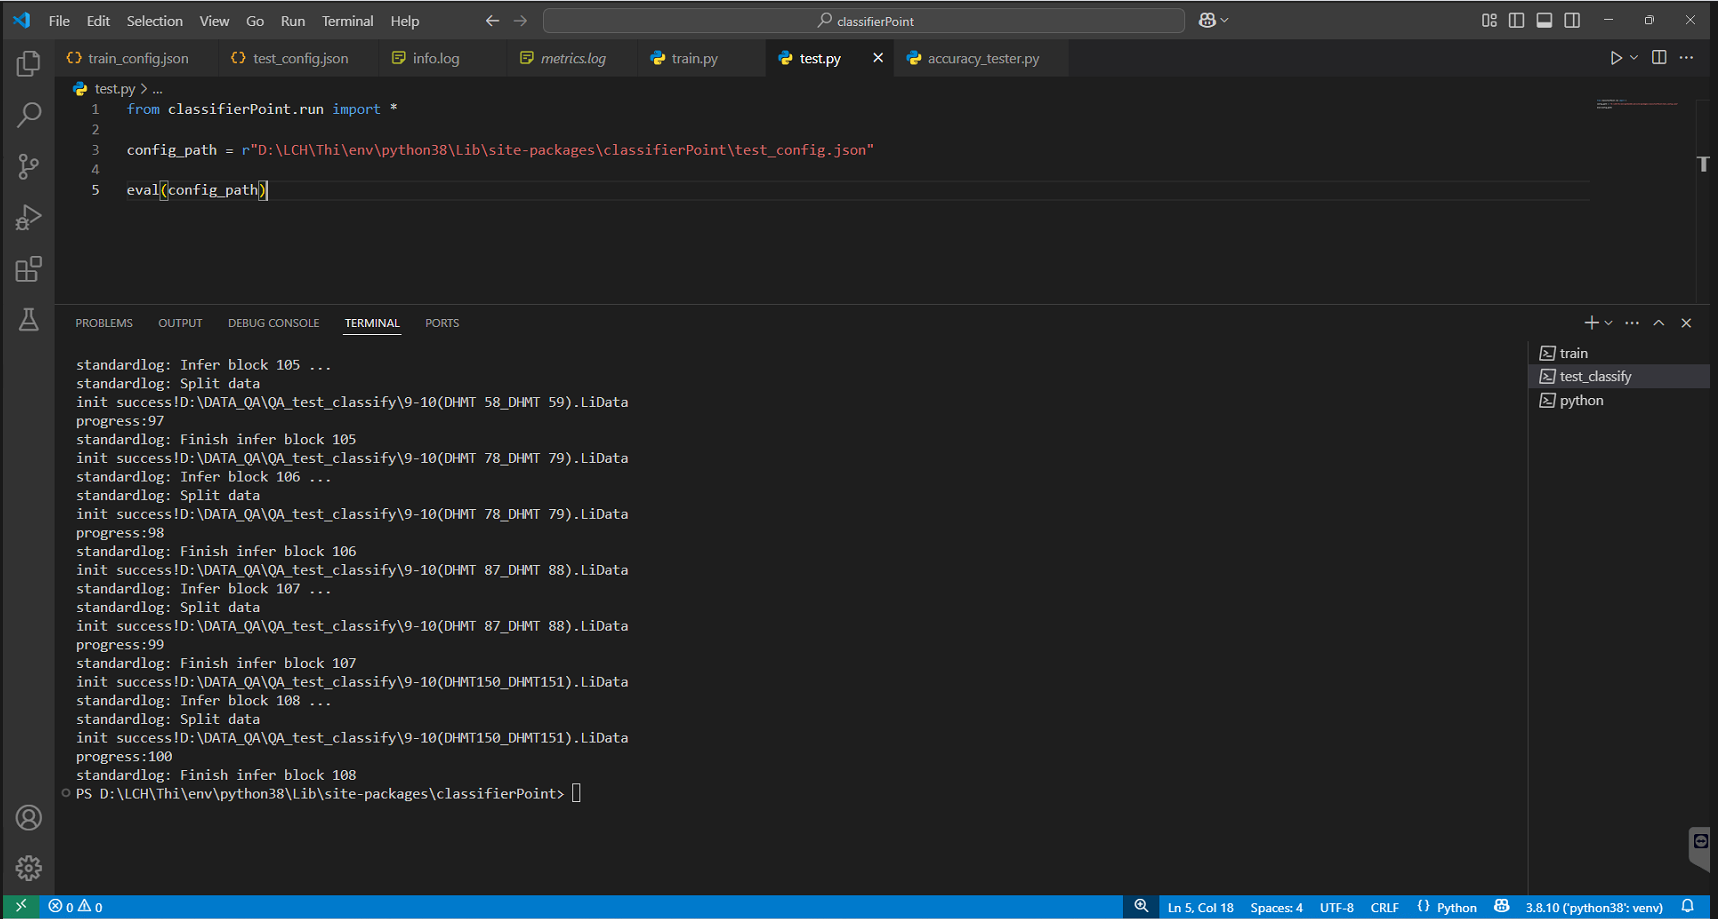 File Edit Selection View Go Run Terminal Help
classifierPoint
train_config.json
test_config.json
info.log
metrics.log
train.py
test.py
accuracy_tester.py
test.py > ...
1 from classifierPoint.run import *
2
3 config_path = r"D:\LCH\Thi\env\python38\Lib\site-packages\classifierPoint\test_config.json"
4
5 eval(config_path)
PROBLEMS OUTPUT DEBUG CONSOLE TERMINAL PORTS
standardlog: Infer block 105 ...
standardlog: Split data
init success!D:\DATA_QA\QA_test_classify\9-10(DHMT 58_DHMT 59).LiData
progress:97
standardlog: Finish infer block 105
init success!D:\DATA_QA\QA_test_classify\9-10(DHMT 78_DHMT 79).LiData
standardlog: Infer block 106 ...
standardlog: Split data
init success!D:\DATA_QA\QA_test_classify\9-10(DHMT 78_DHMT 79).LiData
progress:98
standardlog: Finish infer block 106
init success!D:\DATA_QA\QA_test_classify\9-10(DHMT 87_DHMT 88).LiData
standardlog: Infer block 107 ...
standardlog: Split data
init success!D:\DATA_QA\QA_test_classify\9-10(DHMT 87_DHMT 88).LiData
progress:99
standardlog: Finish infer block 107
init success!D:\DATA_QA\QA_test_classify\9-10(DHMT150_DHMT151).LiData
standardlog: Infer block 108 ...
standardlog: Split data
init success!D:\DATA_QA\QA_test_classify\9-10(DHMT150_DHMT151).LiData
progress:100
standardlog: Finish infer block 108
PS D:\LCH\Thi\env\python38\Lib\site-packages\classifierPoint>
train
test_classify
python
0 0
Ln 5, Col 18 Spaces: 4 UTF-8 CRLF {} Python 3.8.10 ('python38': venv)